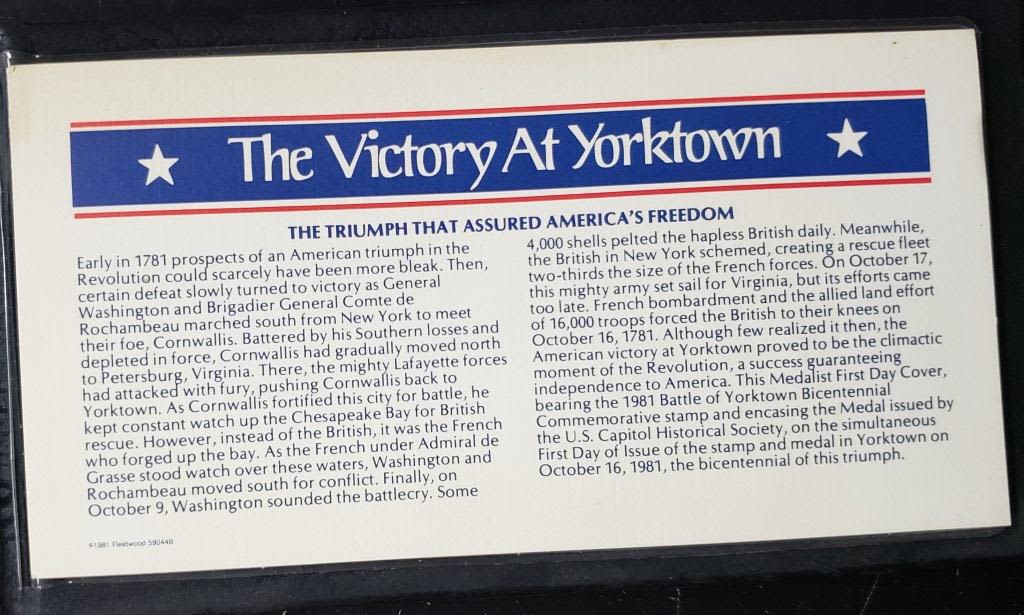 The Victory At Yorktown
THE TRIUMPH THAT ASSURED AMERICA'S FREEDOM
Early in 1781 prospects of an American triumph in the
Revolution could scarcely have been more bleak. Then,
certain defeat slowly turned to victory as General
Washington and Brigadier General Comte de
Rochambeau marched south from New York to meet
their foe, Cornwallis. Battered by his Southern losses and
depleted in force, Cornwallis had gradually moved north
to Petersburg, Virginia. There, the mighty Lafayette forces
had attacked with fury, pushing Cornwallis back to
Yorktown. As Cornwallis fortified this city for battle, he
kept constant watch up the Chesapeake Bay for British
rescue. However, instead of the British, it was the French
who forged up the bay. As the French under Admiral de
Grasse stood watch over these waters, Washington and
Rochambeau moved south for conflict. Finally, on
October 9, Washington sounded the battlecry. Some
4,000 shells pelted the hapless British daily. Meanwhile,
the British in New York schemed, creating a rescue fleet
two-thirds the size of the French forces. On October 17,
this mighty army set sail for Virginia, but its efforts came
too late. French bombardment and the allied land effort
of 16,000 troops forced the British to their knees on
October 16, 1781. Although few realized it then, the
American victory at Yorktown proved to be the climactic
moment of the Revolution, a success guaranteeing
independence to America. This Medalist First Day Cover,
bearing the 1981 Battle of Yorktown Bicentennial
Commemorative stamp and encasing the Medal issued by
the U.S. Capitol Historical Society, on the simultaneous
First Day of Issue of the stamp and medal in Yorktown on
October 16, 1981, the bicentennial of this triumph.
©1981 Fleetwood 59044B